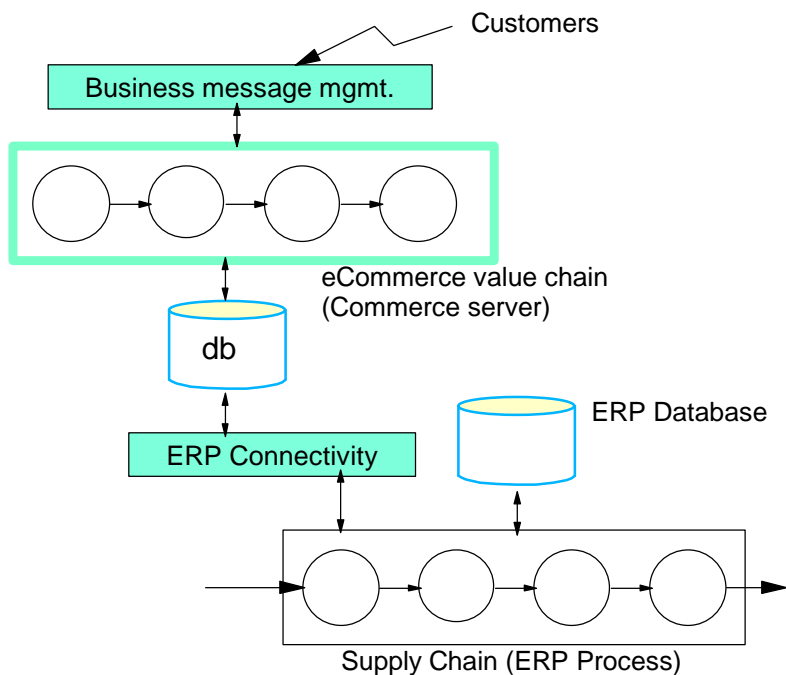 Customers
Business message mgmt.
eCommerce value chain
(Commerce server)
db
ERP Database
ERP Connectivity
Supply Chain (ERP Process)